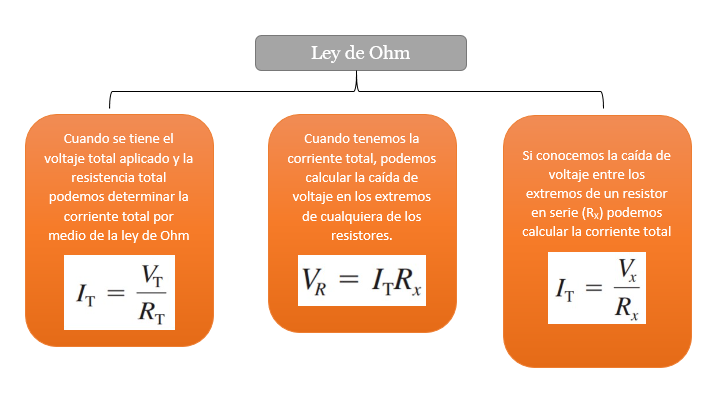 Ley de Ohm
Cuando se tiene el
voltaje total aplicado y la
resistencia total
podemos determinar la
corriente total por
medio de la ley de Ohm
I_T = V_T / R_T
Cuando tenemos la
corriente total, podemos
calcular la caída de
voltaje en los extremos
de cualquiera de los
resistores.
V_R = I_T R_x
Si conocemos la caída de
voltaje entre los
extremos de un resistor
en serie (R_X) podemos
calcular la corriente total
I_T = V_x / R_x